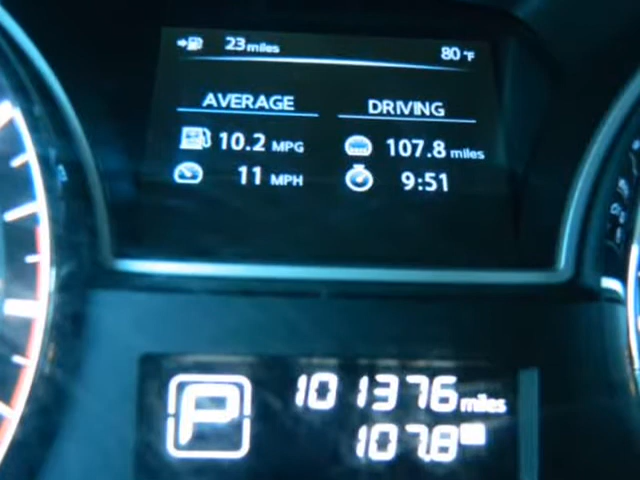 23 miles 80 °F
AVERAGE DRIVING
10.2 MPG 107.8 miles
11 MPH 9:51
P 101376 miles
107.8